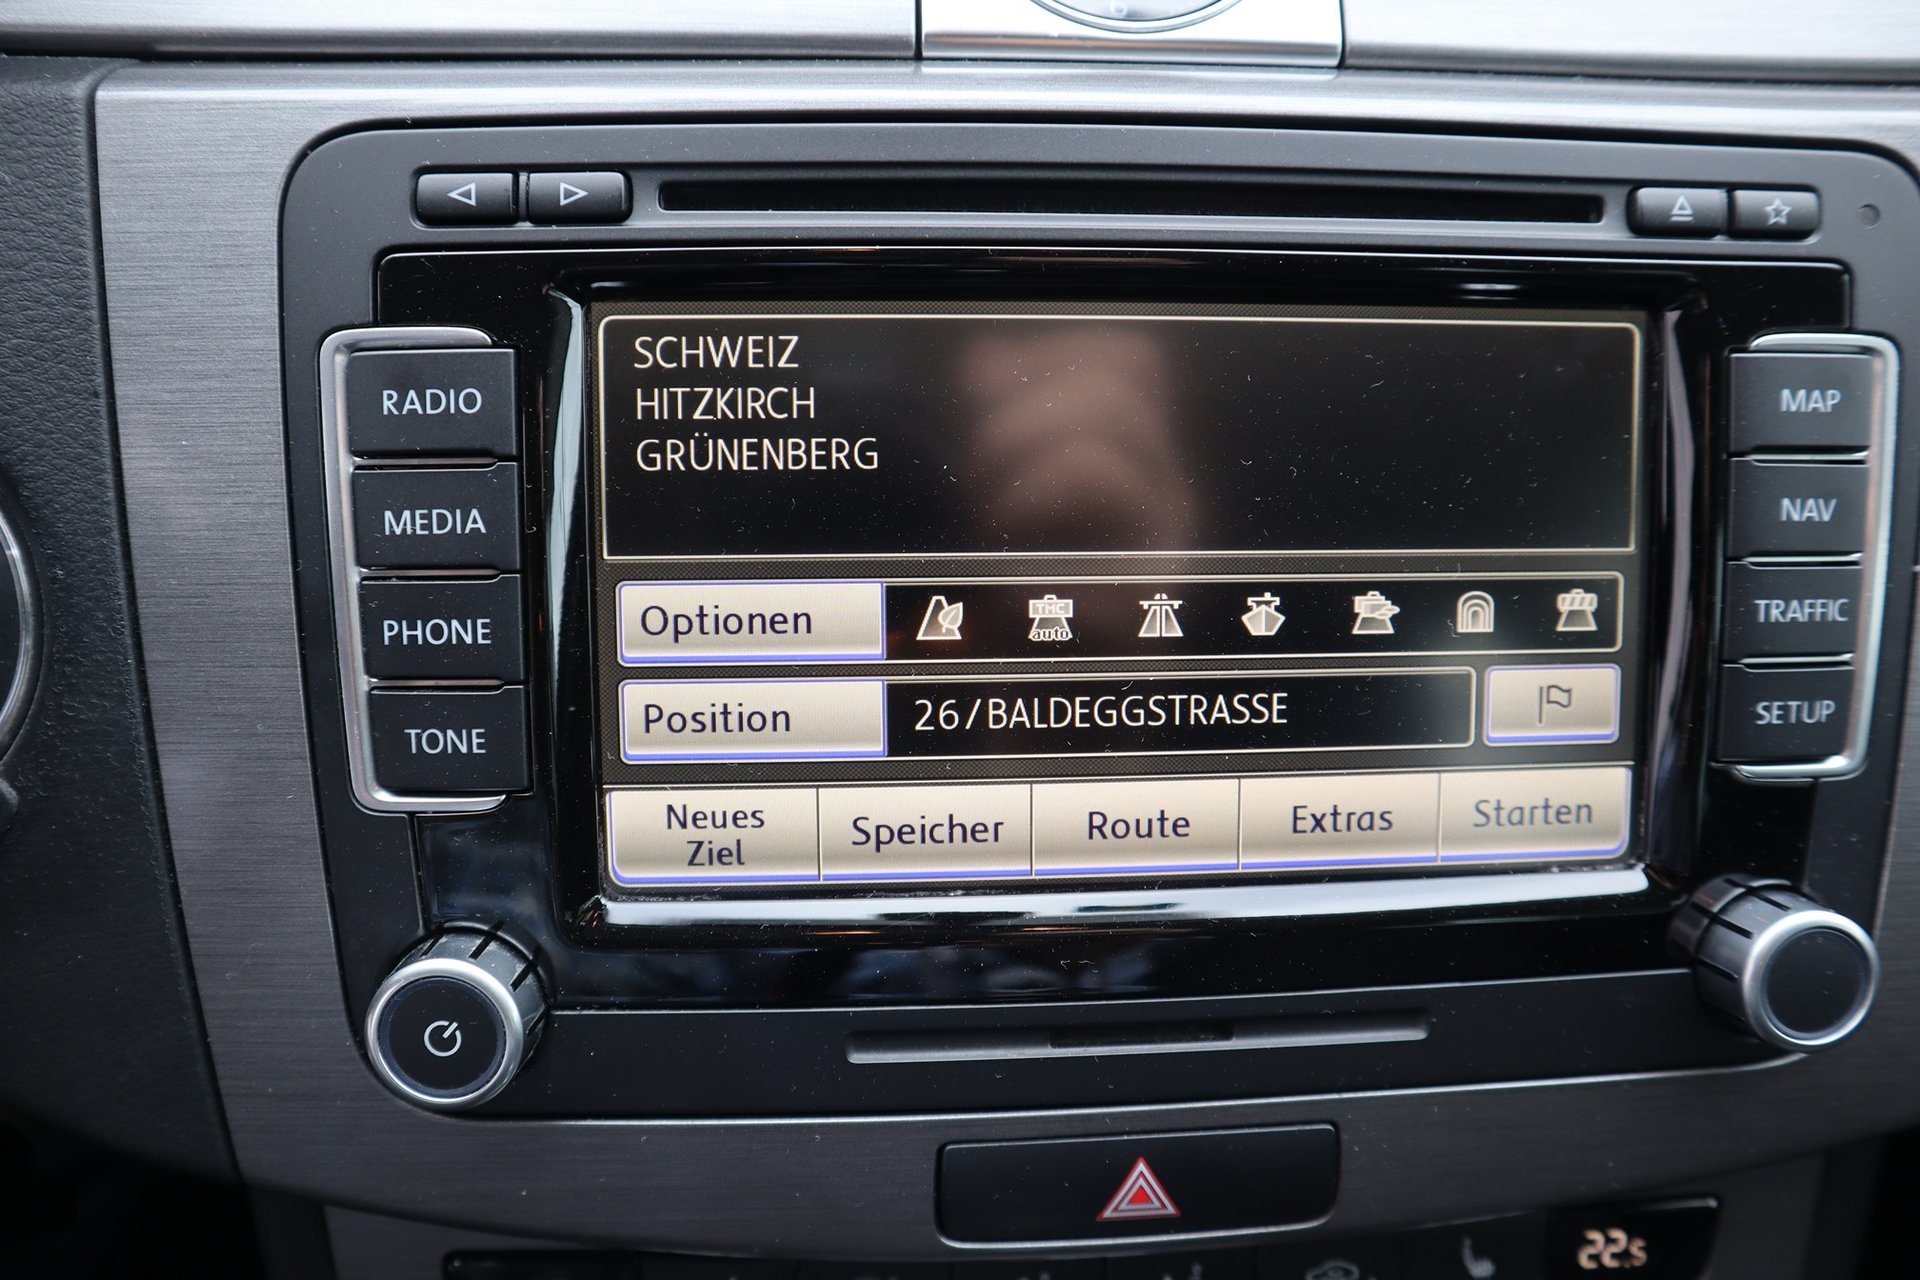 RADIO
MEDIA
PHONE
TONE
SCHWEIZ
HITZKIRCH
GRÜNENBERG
Optionen
TMC
auto
Position
26/BALDEGGSTRASSE
Neues
Ziel
Speicher
Route
Extras
Starten
MAP
NAV
TRAFFIC
SETUP
22.5